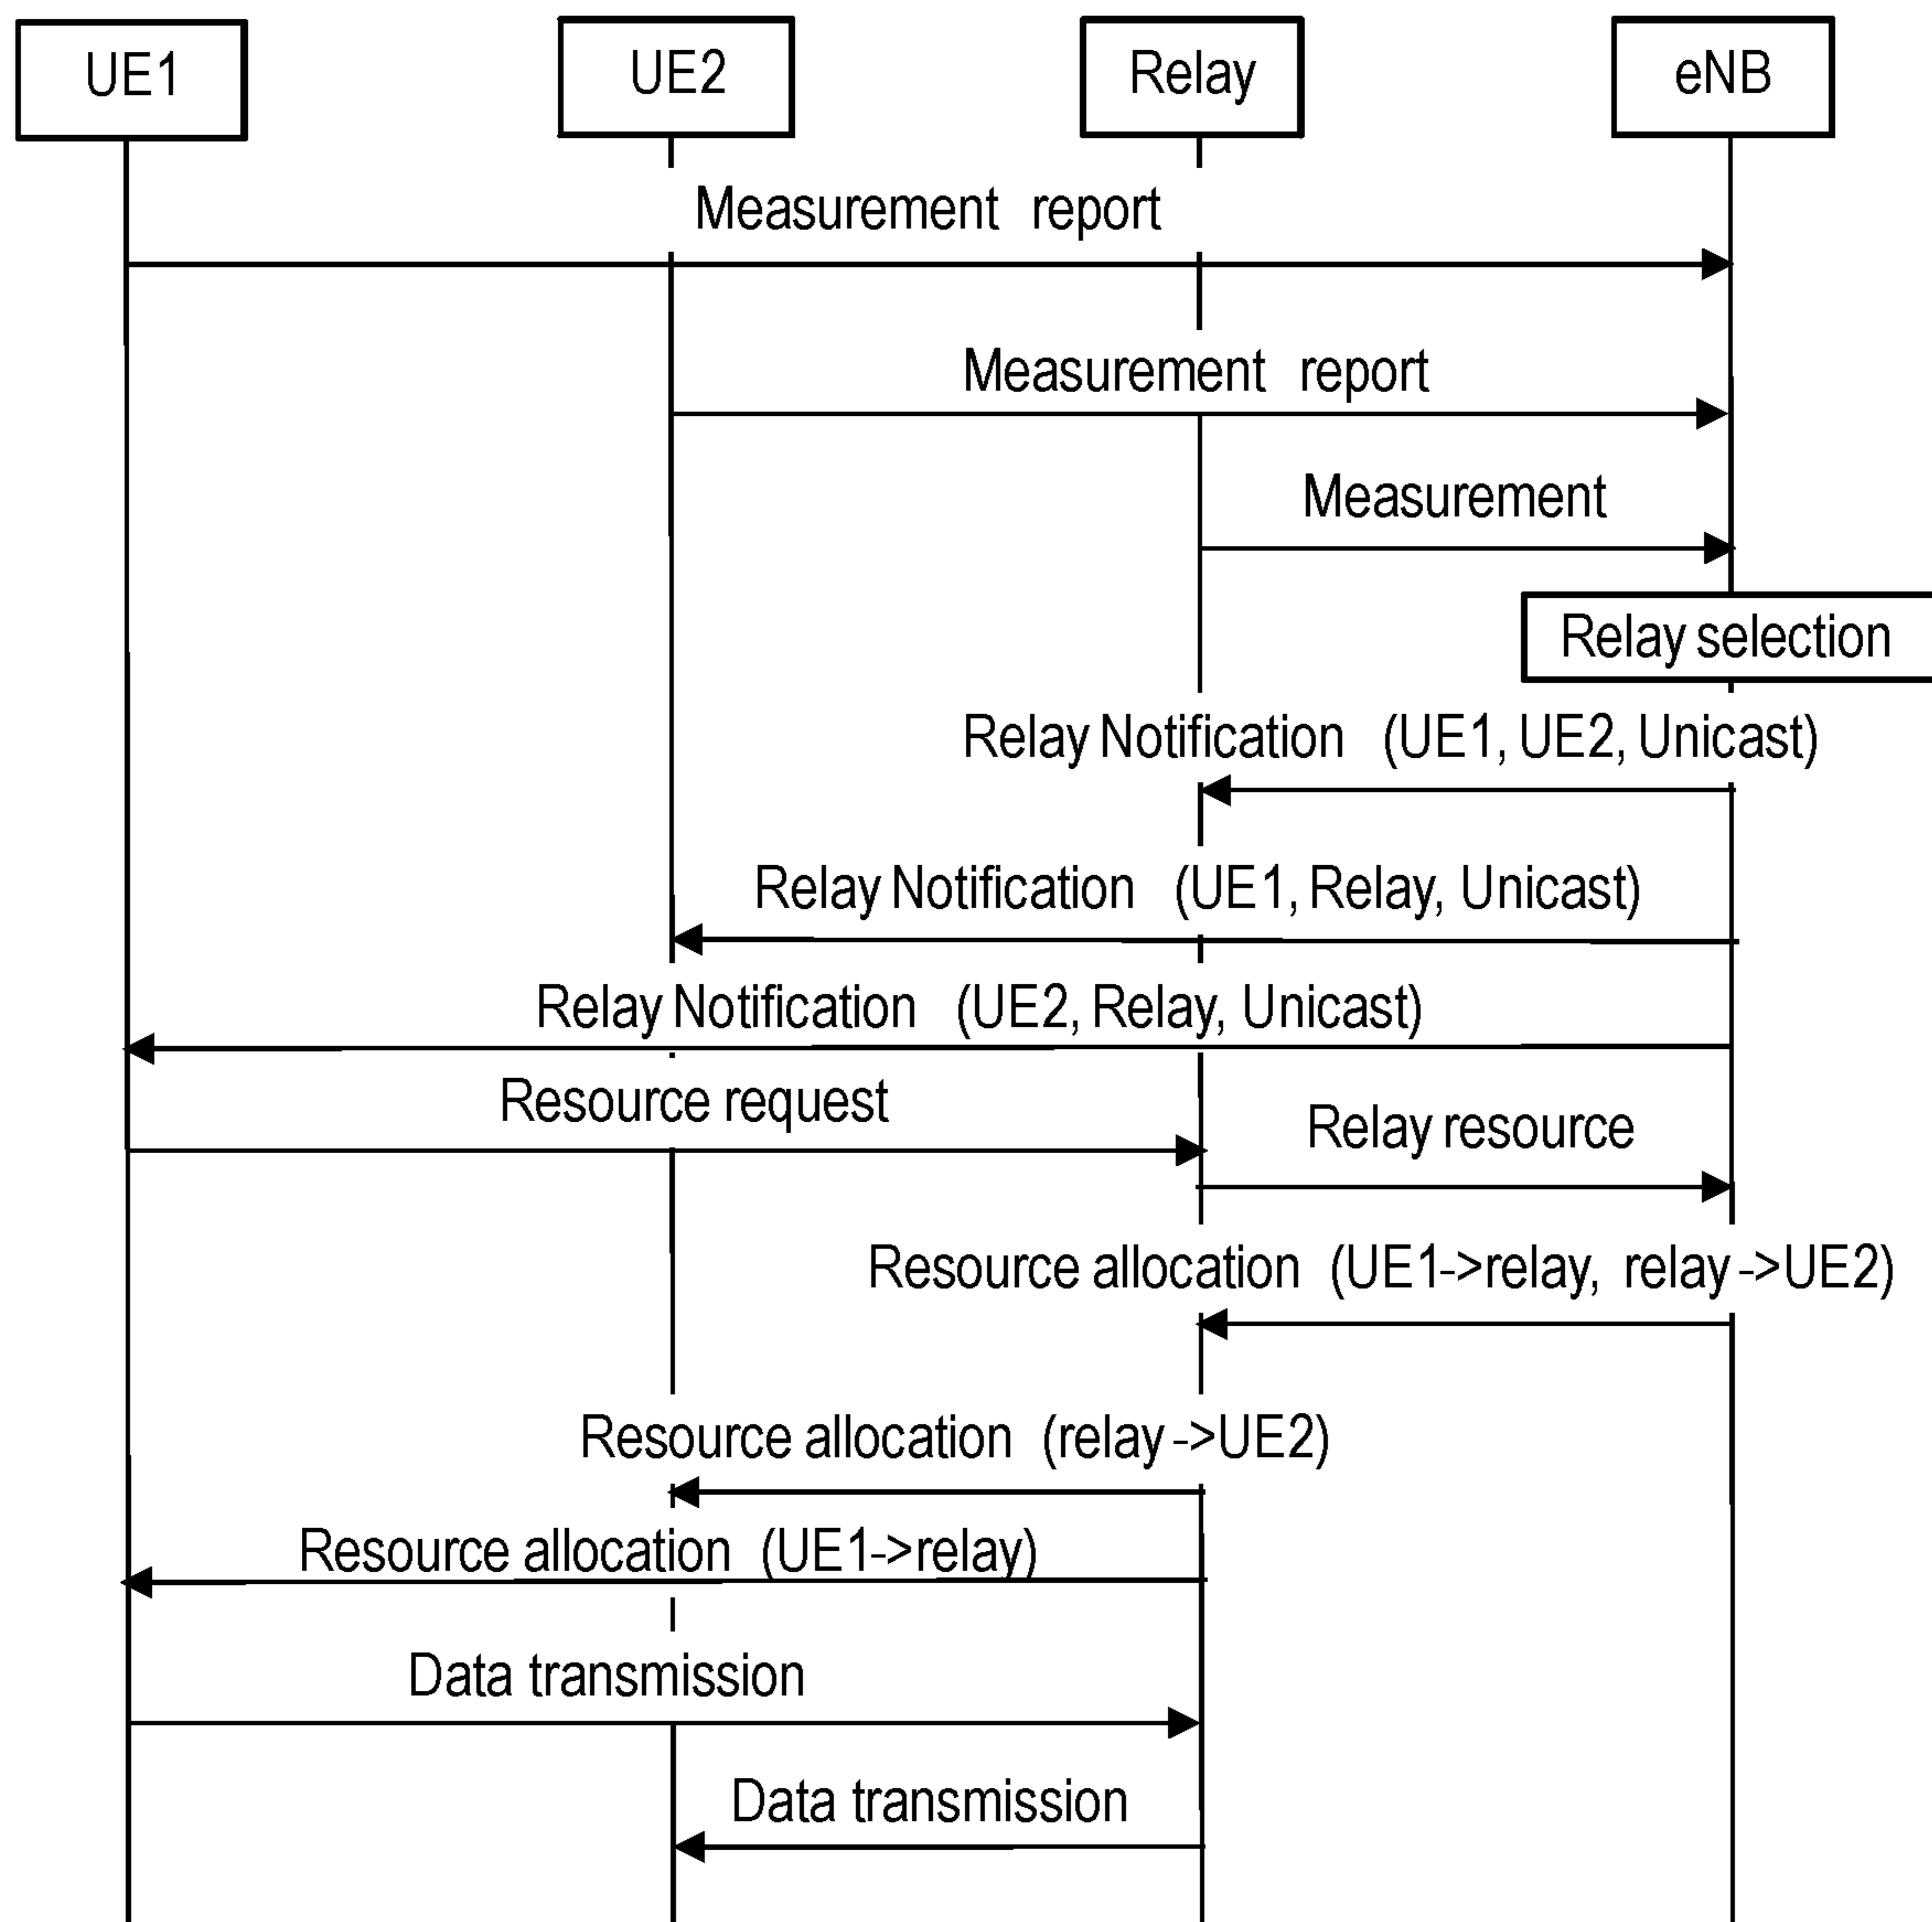 UE1
UE2
Relay
eNB
Measurement report
Measurement report
Measurement
Relay selection
Relay Notification (UE1, UE2, Unicast)
Relay Notification (UE1, Relay, Unicast)
Relay Notification (UE2, Relay, Unicast)
Resource request
Relay resource
Resource allocation (UE1->relay, relay->UE2)
Resource allocation (relay->UE2)
Resource allocation (UE1->relay)
Data transmission
Data transmission